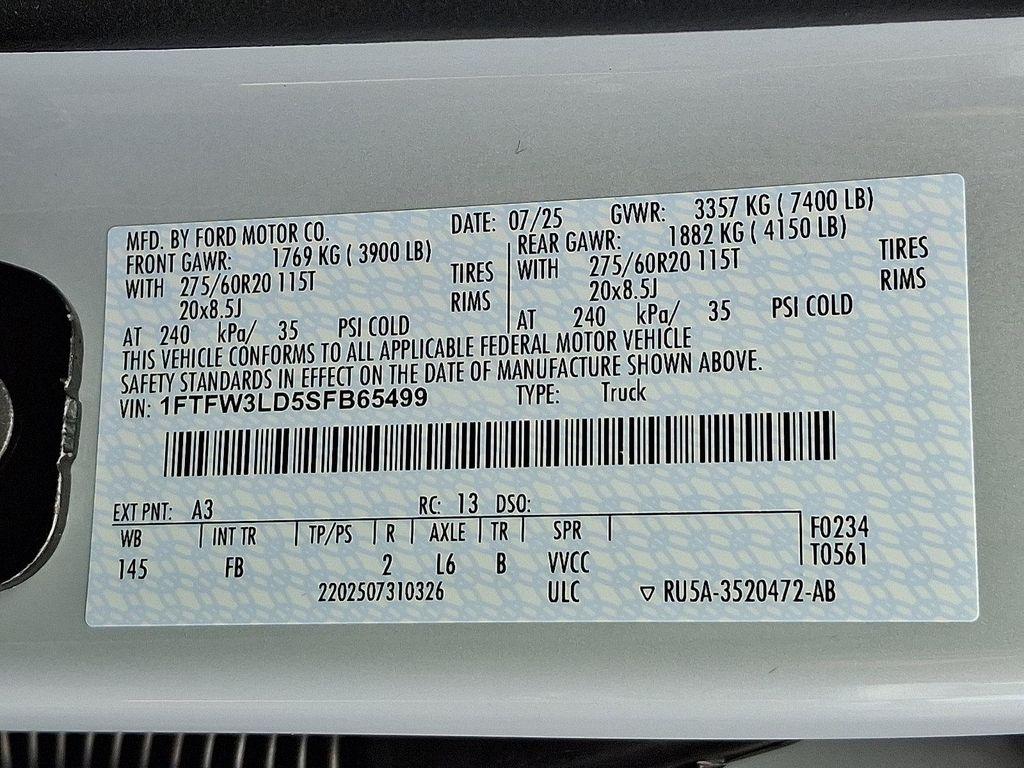 MFD. BY FORD MOTOR CO. DATE: 07/25 GVWR: 3357 KG ( 7400 LB)
FRONT GAWR: 1769 KG ( 3900 LB) REAR GAWR: 1882 KG ( 4150 LB)
WITH 275/60R20 115T TIRES WITH 275/60R20 115T TIRES
20x8.5J RIMS 20x8.5J RIMS
AT 240 kPa/ 35 PSI COLD AT 240 kPa/ 35 PSI COLD
THIS VEHICLE CONFORMS TO ALL APPLICABLE FEDERAL MOTOR VEHICLE
SAFETY STANDARDS IN EFFECT ON THE DATE OF MANUFACTURE SHOWN ABOVE.
VIN: 1FTFW3LD5SFB65499 TYPE: Truck
EXT PNT: A3 RC: 13 DSO:
WB INT TR TP/PS R AXLE TR SPR F0234
145 FB 2 L6 B VVCC T0561
2202507310326 ULC ▽ RU5A-3520472-AB